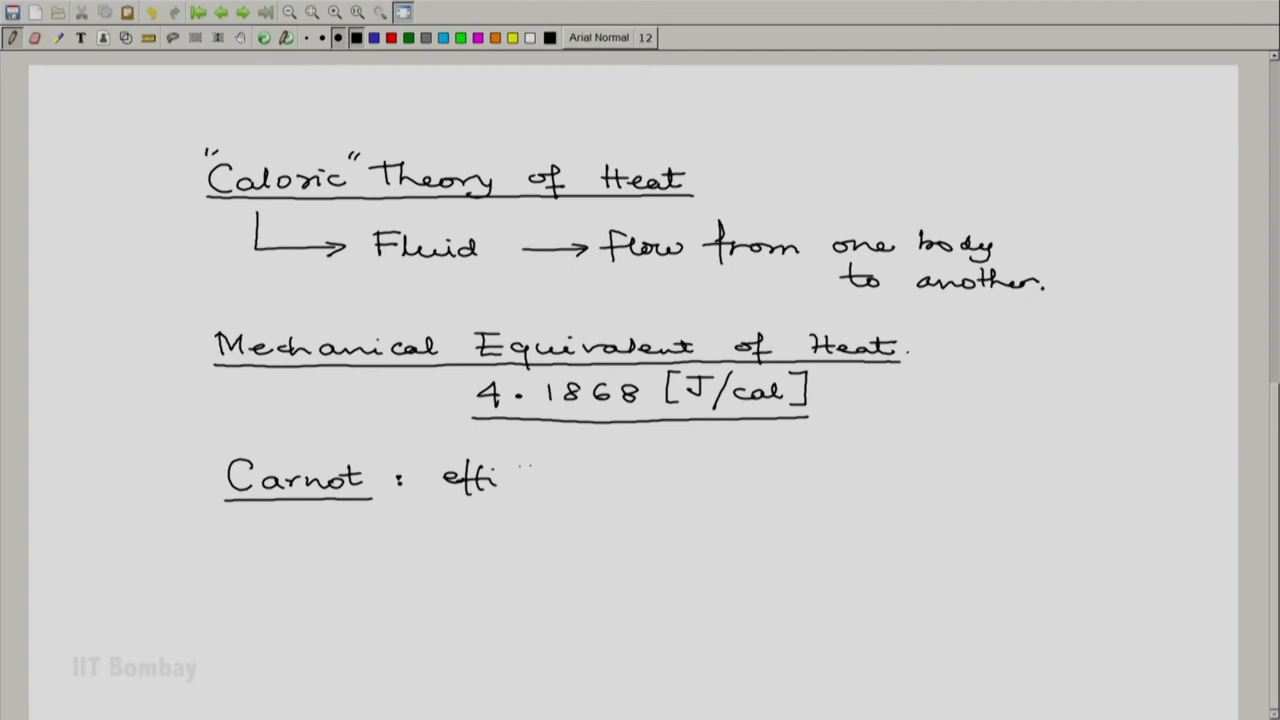 Arial Normal 12
"Caloric" Theory of Heat
Fluid → flow from one body
to another.
Mechanical Equivalent of Heat.
4.1868 [J/cal]
Carnot : effi
IIT Bombay